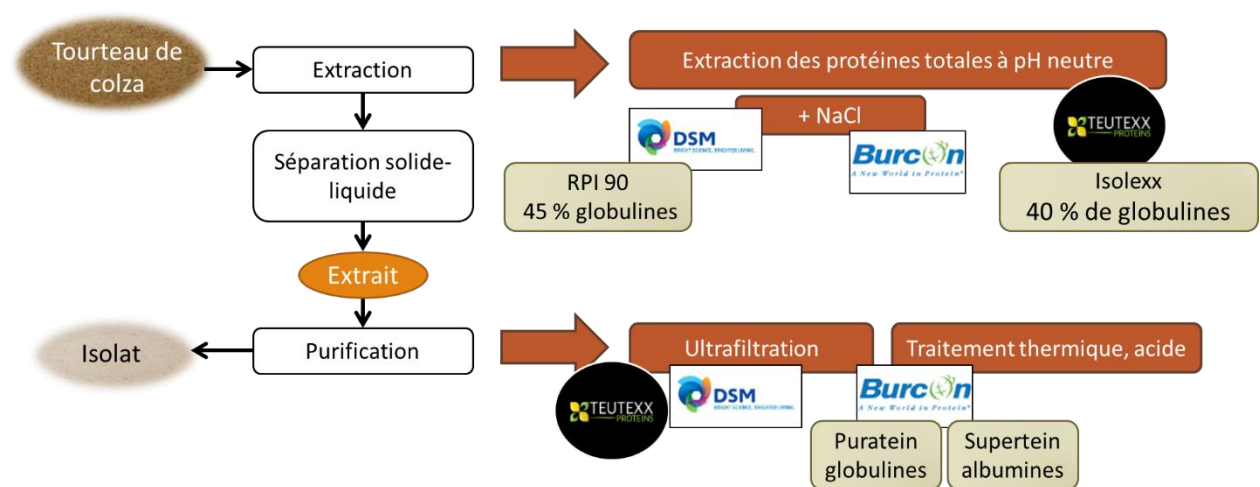 Tourteau de
colza
Extraction
Extraction des protéines totales à pH neutre
+ NaCl
DSM
BRIGHT SCIENCE. BRIGHTER LIVING.
Burcon
A New World in Protein®
TEUTEXX
PROTEINS
Séparation solide-
liquide
RPI 90
45 % globulines
Isolexx
40 % de globulines
Extrait
Isolat
Purification
Ultrafiltration
Traitement thermique, acide
TEUTEXX
PROTEINS
DSM
BRIGHT SCIENCE. BRIGHTER LIVING.
Burcon
A New World in Protein®
Puratein
globulines
Supertein
albumines